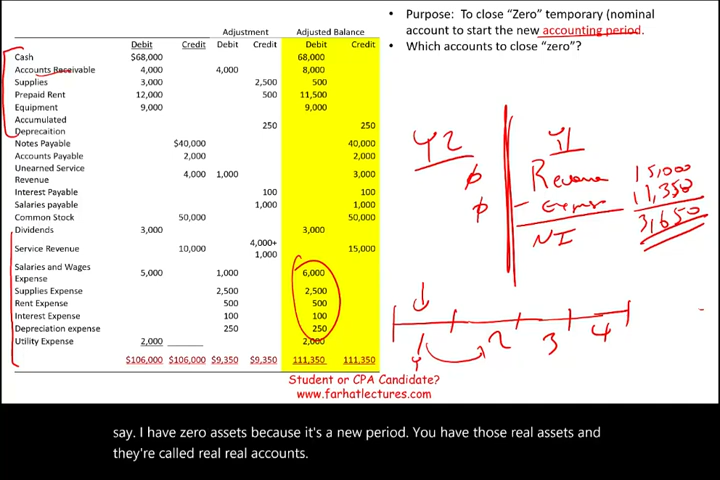 • Purpose: To close “Zero” temporary (nominal
account to start the new accounting period.
• Which accounts to close “zero”?
Adjustment Adjusted Balance
Debit Credit Debit Credit Debit Credit
Cash $68,000 68,000
Accounts Receivable 4,000 4,000 8,000
Supplies 3,000 2,500 500
Prepaid Rent 12,000 500 11,500
Equipment 9,000 9,000
Accumulated
Deprecaition 250 250
Notes Payable $40,000 40,000
Accounts Payable 2,000 2,000
Unearned Service
Revenue 4,000 1,000 3,000
Interest Payable 100 100
Salaries payable 1,000 1,000
Common Stock 50,000 50,000
Dividends 3,000 3,000
Service Revenue 10,000 4,000+
1,000 15,000
Salaries and Wages
Expense 5,000 1,000 6,000
Supplies Expense 2,500 2,500
Rent Expense 500 500
Interest Expense 100 100
Depreciation expense 250 250
Utility Expense 2,000 2,000
$106,000 $106,000 $9,350 $9,350 111,350 111,350
Y2 Y1
Revenue 15,000
- Expense 11,350
NI 3,650
2 3 4
Student or CPA Candidate?
www.farhatlectures.com
say. I have zero assets because it's a new period. You have those real assets and
they're called real real accounts.